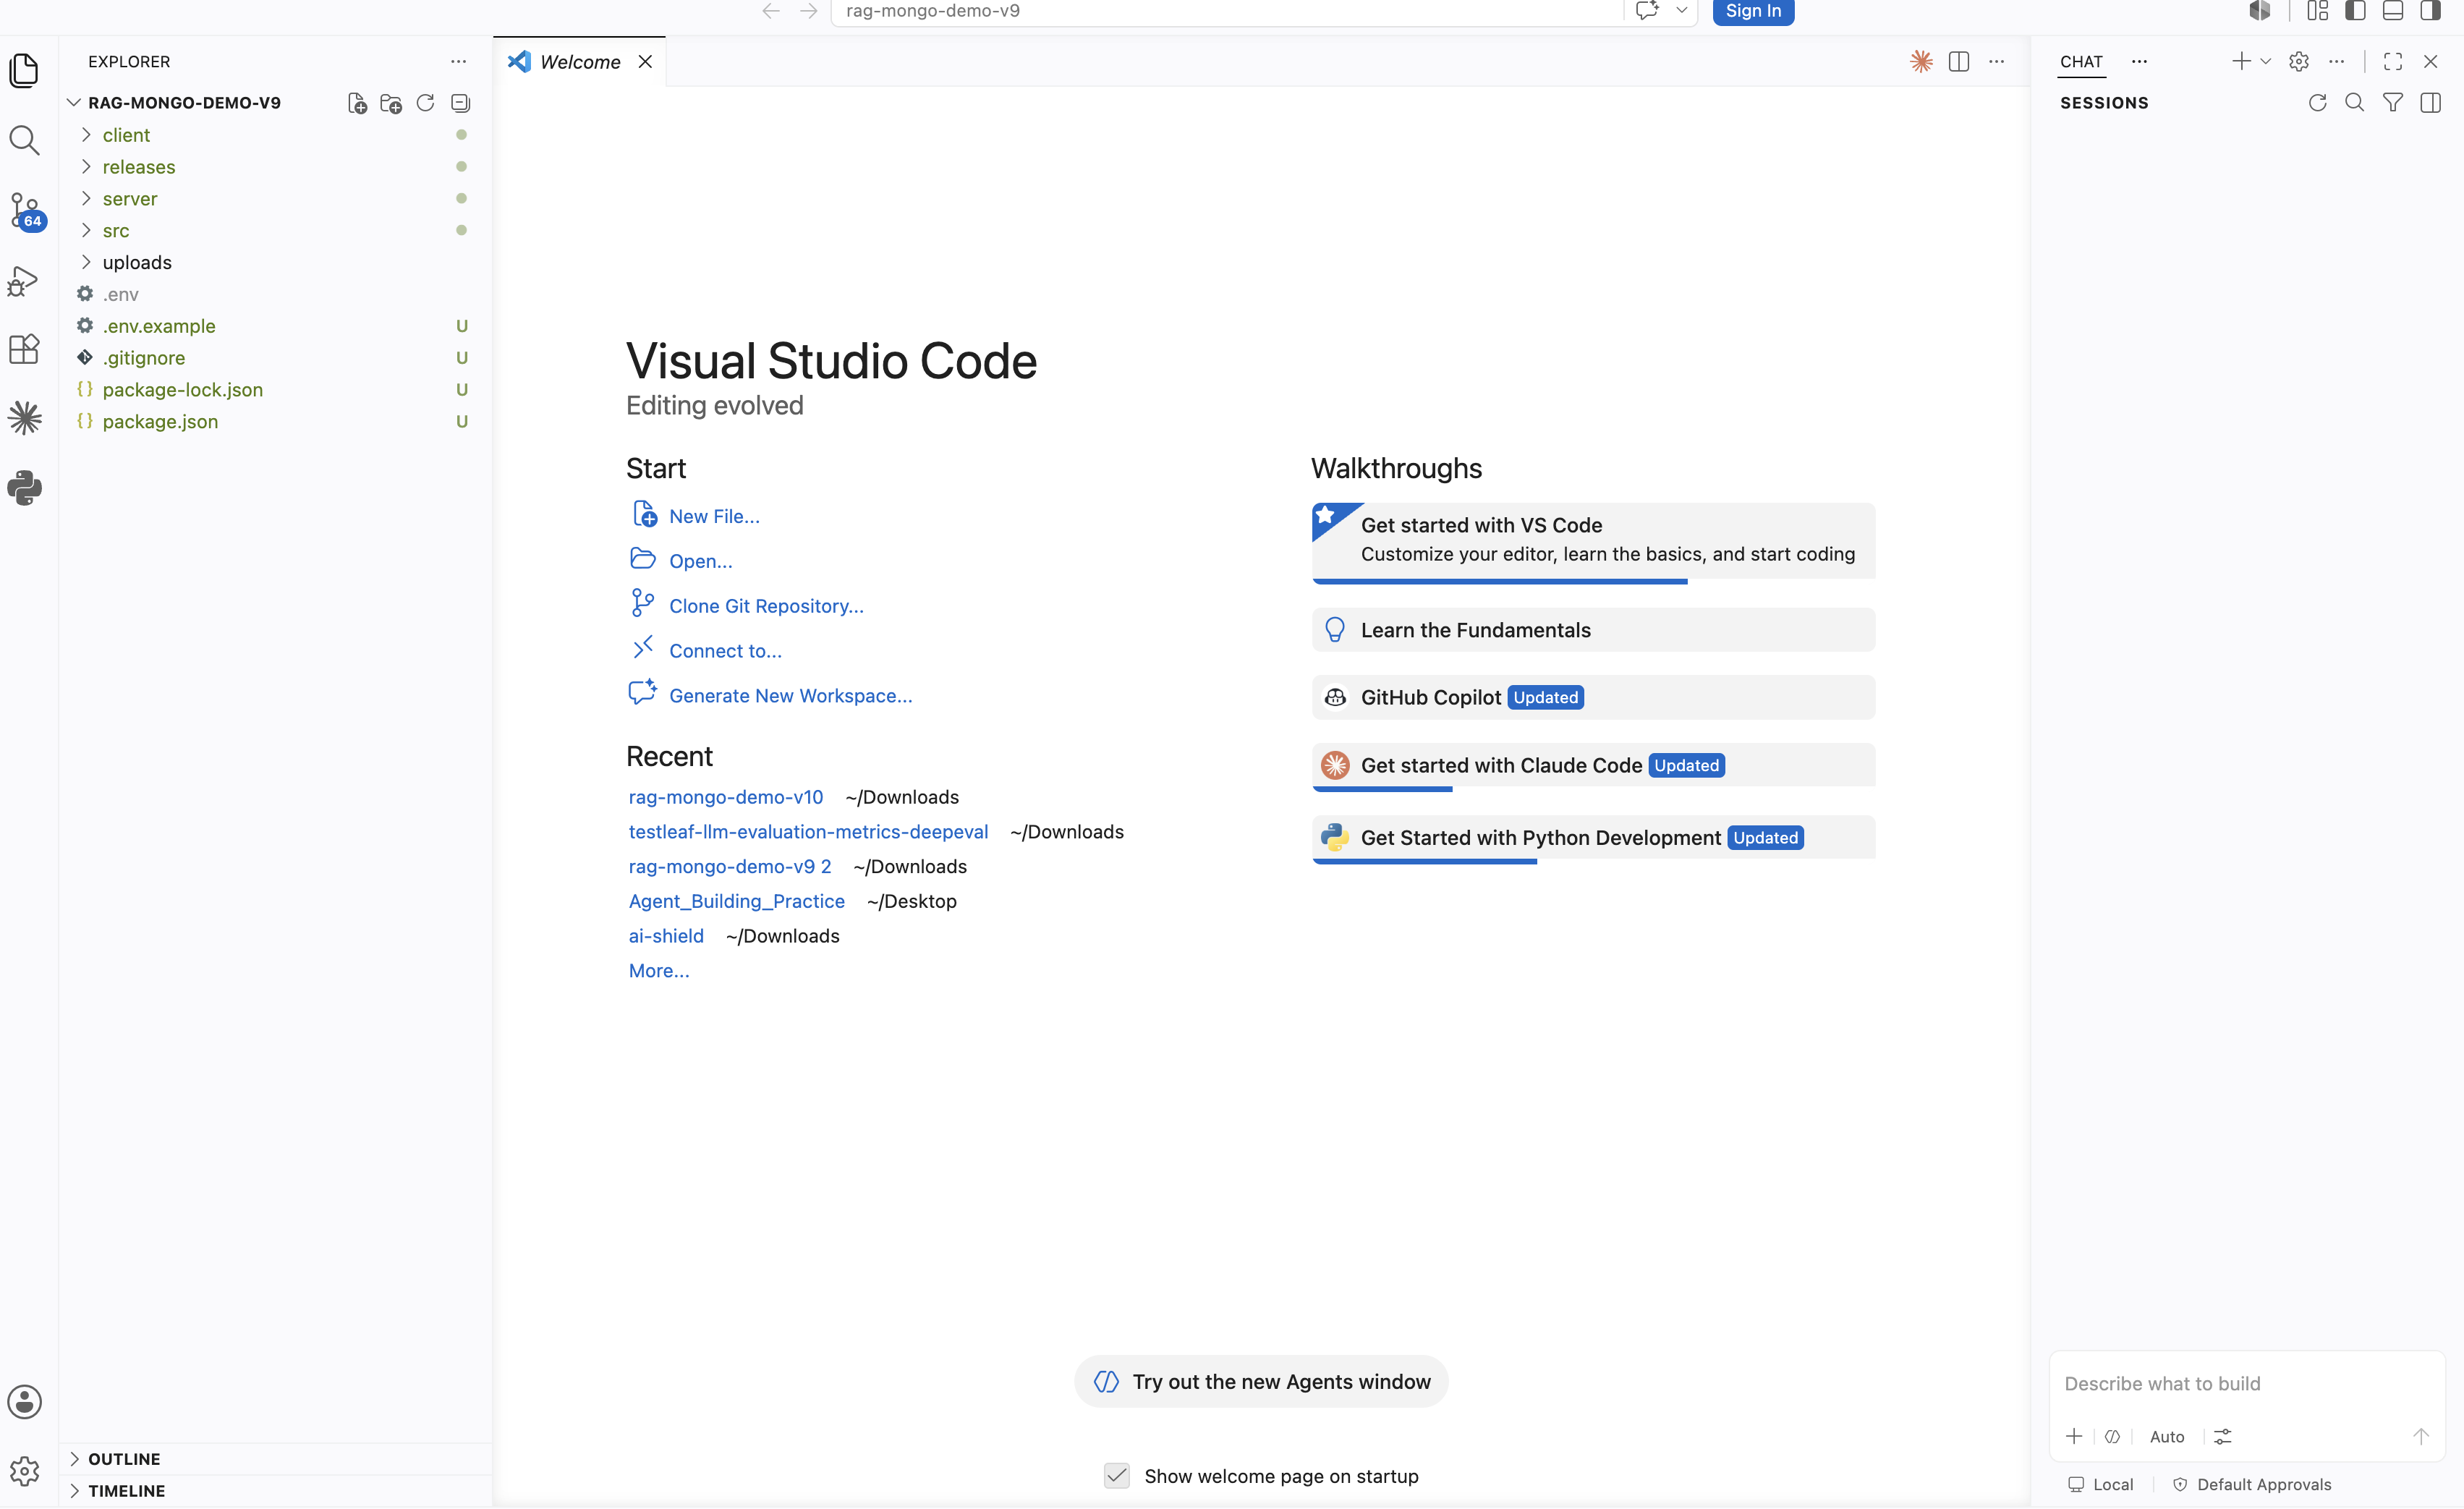 rag-mongo-demo-v9
Sign In
EXPLORER
RAG-MONGO-DEMO-V9
client
releases
server
src
uploads
.env
.env.example U
.gitignore U
package-lock.json U
package.json U
64
OUTLINE
TIMELINE
Welcome
Visual Studio Code
Editing evolved
Start
New File...
Open...
Clone Git Repository...
Connect to...
Generate New Workspace...
Recent
rag-mongo-demo-v10 ~/Downloads
testleaf-llm-evaluation-metrics-deepeval ~/Downloads
rag-mongo-demo-v9 2 ~/Downloads
Agent_Building_Practice ~/Desktop
ai-shield ~/Downloads
More...
Walkthroughs
Get started with VS Code
Customize your editor, learn the basics, and start coding
Learn the Fundamentals
GitHub Copilot Updated
Get started with Claude Code Updated
Get Started with Python Development Updated
Try out the new Agents window
Show welcome page on startup
CHAT
SESSIONS
Describe what to build
Auto
Local
Default Approvals